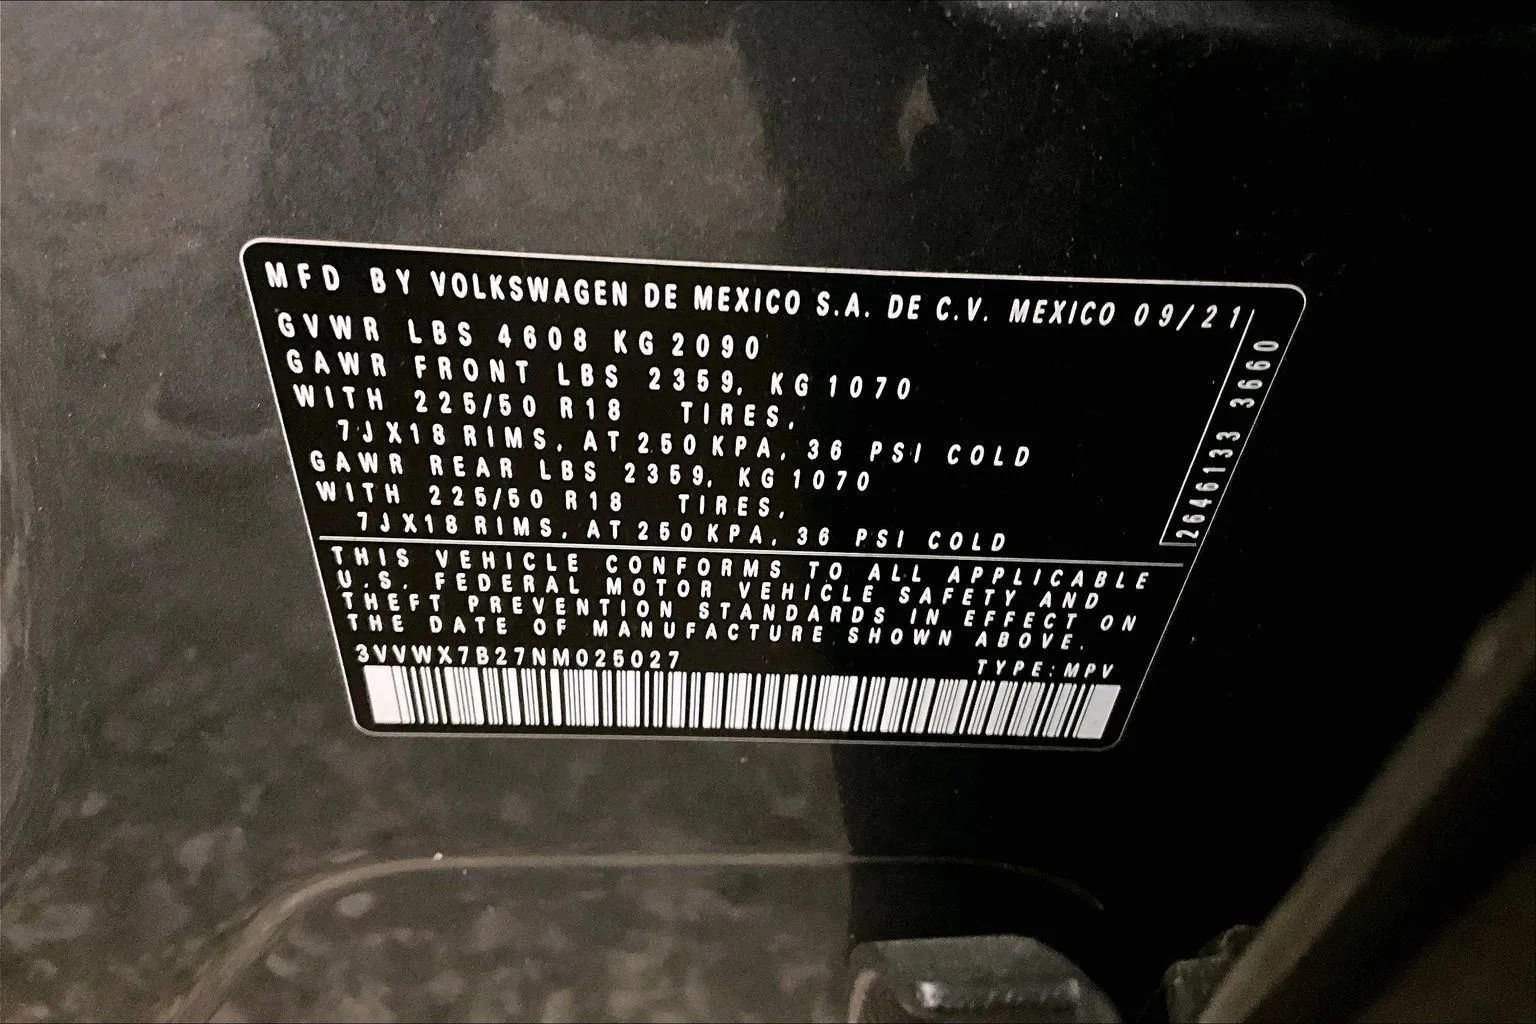 MFD BY VOLKSWAGEN DE MEXICO S.A. DE C.V. MEXICO 09/21
GVWR LBS 4608 KG 2090
GAWR FRONT LBS 2359, KG 1070
WITH 225/50 R18 TIRES,
7JX18 RIMS, AT 250 KPA, 36 PSI COLD
GAWR REAR LBS 2359, KG 1070
WITH 225/50 R18 TIRES,
7JX18 RIMS, AT 250 KPA, 36 PSI COLD
2646133 3660
THIS VEHICLE CONFORMS TO ALL APPLICABLE
U.S. FEDERAL MOTOR VEHICLE SAFETY AND
THEFT PREVENTION STANDARDS IN EFFECT ON
THE DATE OF MANUFACTURE SHOWN ABOVE.
3VVWX7B27NM025027 TYPE: MPV